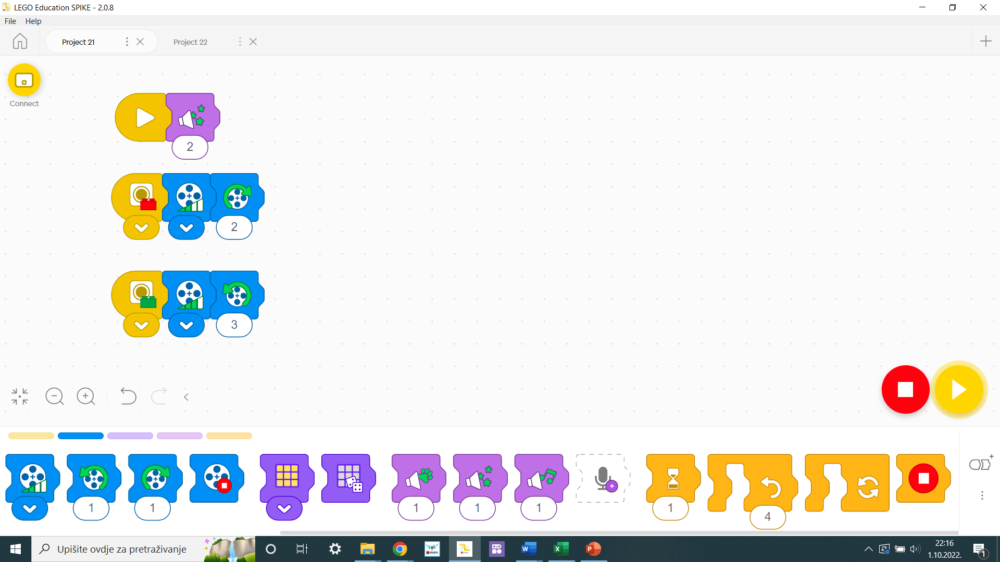 LEGO Education SPIKE - 2.0.8
File Help
Project 21
Project 22
Connect
2
2
3
1
1
1
1
1
1
4
Upišite ovdje za pretraživanje
22:16
1.10.2022.
1